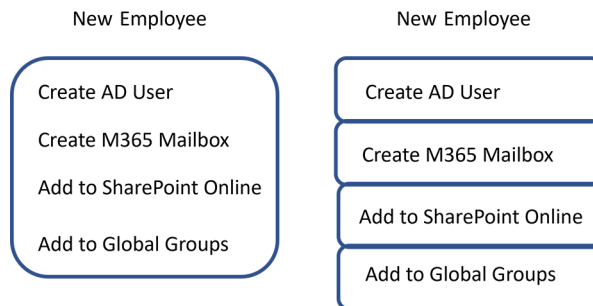 New Employee
Create AD User
Create M365 Mailbox
Add to SharePoint Online
Add to Global Groups
New Employee
Create AD User
Create M365 Mailbox
Add to SharePoint Online
Add to Global Groups